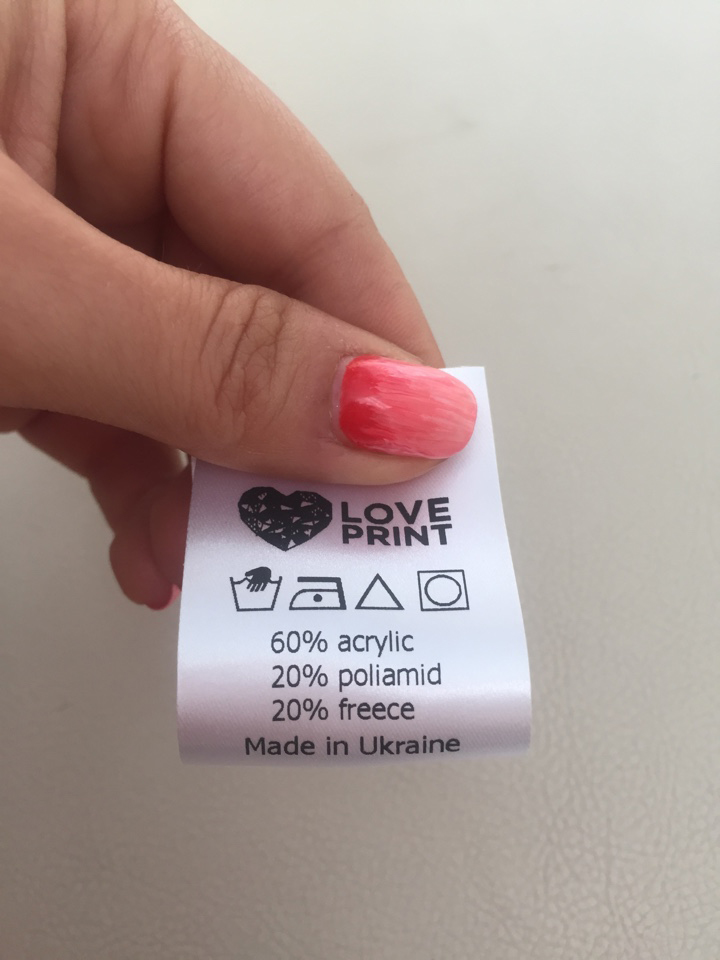 LOVE
PRINT
60% acrylic
20% poliamid
20% freece
Made in Ukraine